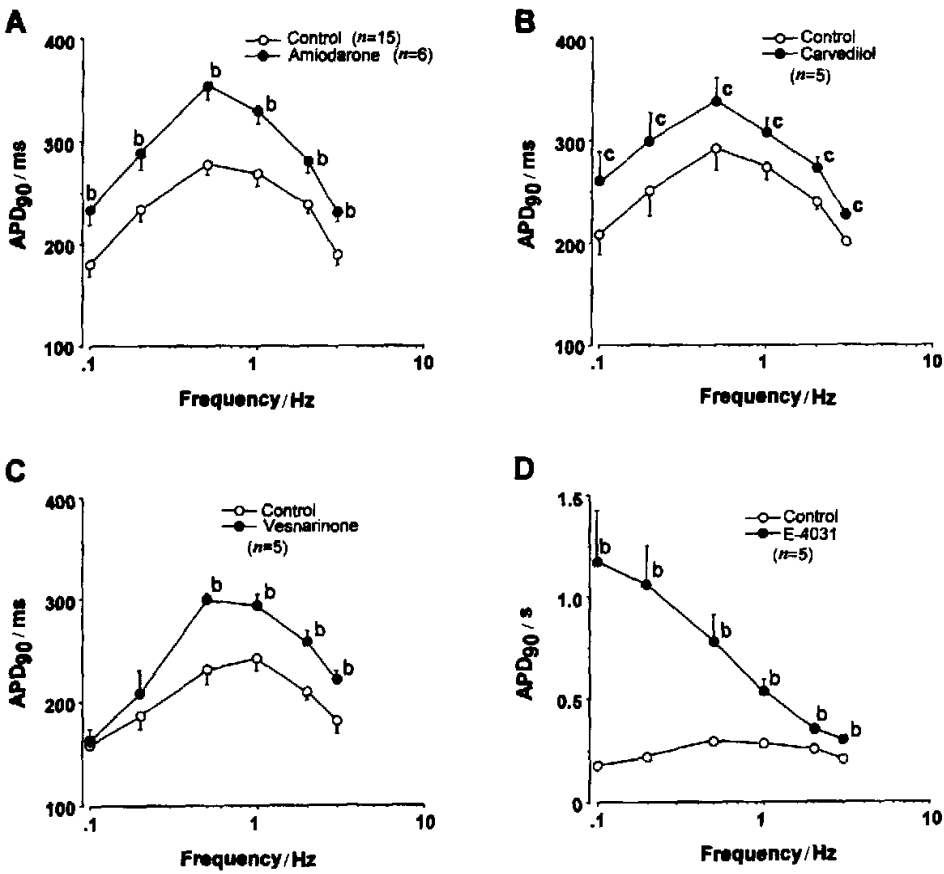 A
Control (n=15)
Amiodarone (n=6)
400
300
200
100
APD90 / ms
b
b
b
b
b
b
.1
1
10
Frequency/Hz
B
Control
Carvedilol
(n=5)
400
300
200
100
APD90 / ms
c
c
c
c
c
c
.1
1
10
Frequency/Hz
C
Control
Vesnarinone
(n=5)
400
300
200
100
APD90 / ms
b
b
b
b
.1
1
10
Frequency/Hz
D
Control
E-4031
(n=5)
1.5
1.0
0.5
0
APD90 / s
b
b
b
b
b
b
.1
1
10
Frequency/Hz